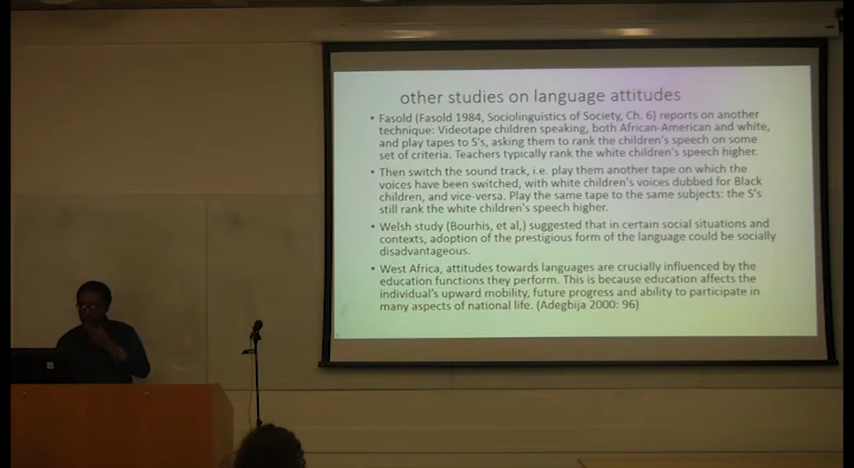 other studies on language attitudes
• Fasold (Fasold 1984, Sociolinguistics of Society, Ch. 6) reports on another
technique: Videotape children speaking, both African-American and white,
and play tapes to S's, asking them to rank the children's speech on some
set of criteria. Teachers typically rank the white children's speech higher.
• Then switch the sound track, i.e. play them another tape on which the
voices have been switched, with white children's voices dubbed for Black
children, and vice-versa. Play the same tape to the same subjects: the S's
still rank the white children's speech higher.
• Welsh study (Bourhis, et al,) suggested that in certain social situations and
contexts, adoption of the prestigious form of the language could be socially
disadvantageous.
• West Africa, attitudes towards languages are crucially influenced by the
education functions they perform. This is because education affects the
individual's upward mobility, future progress and ability to participate in
many aspects of national life. (Adegbija 2000: 96)